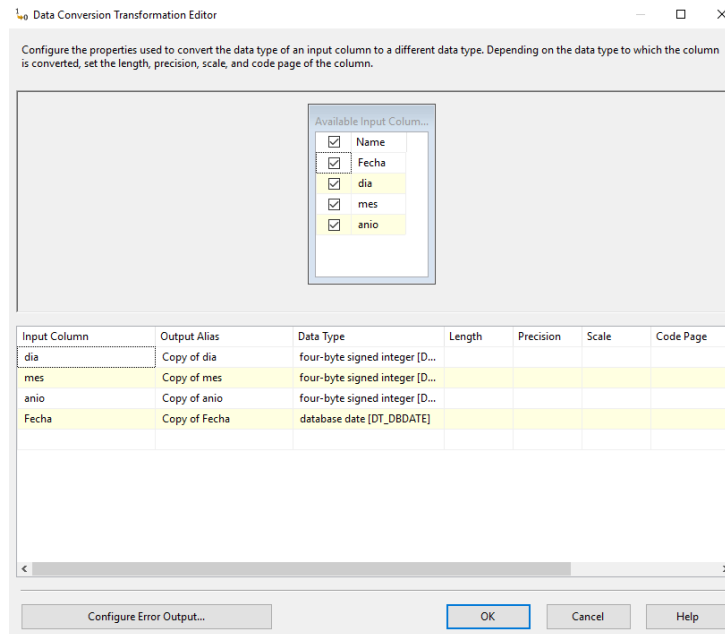 Data Conversion Transformation Editor
Configure the properties used to convert the data type of an input column to a different data type. Depending on the data type to which the column
is converted, set the length, precision, scale, and code page of the column.
Available Input Colum...
Name
Fecha
dia
mes
anio
Input Column Output Alias Data Type Length Precision Scale Code Page
dia Copy of dia four-byte signed integer [D...
mes Copy of mes four-byte signed integer [D...
anio Copy of anio four-byte signed integer [D...
Fecha Copy of Fecha database date [DT_DBDATE]
Configure Error Output... OK Cancel Help